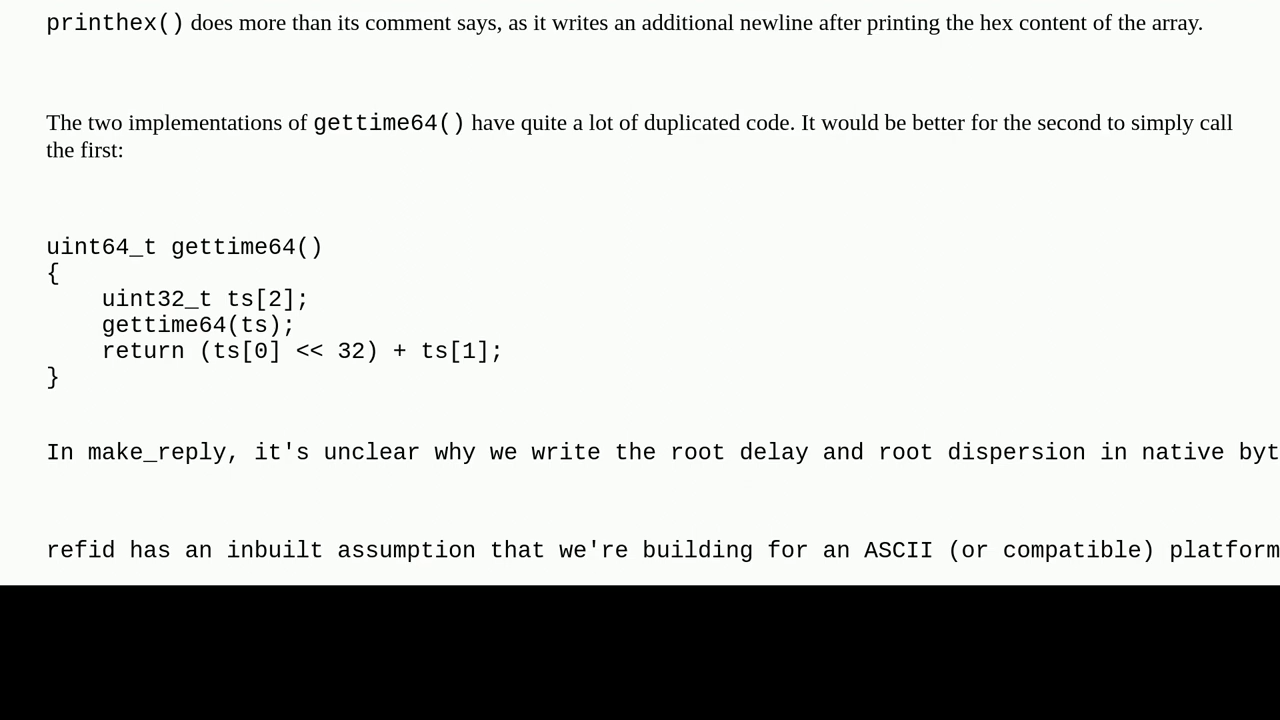 printhex() does more than its comment says, as it writes an additional newline after printing the hex content of the array.
The two implementations of gettime64() have quite a lot of duplicated code. It would be better for the second to simply call
the first:
uint64_t gettime64()
{
    uint32_t ts[2];
    gettime64(ts);
    return (ts[0] << 32) + ts[1];
}
In make_reply, it's unclear why we write the root delay and root dispersion in native byt
refid has an inbuilt assumption that we're building for an ASCII (or compatible) platform